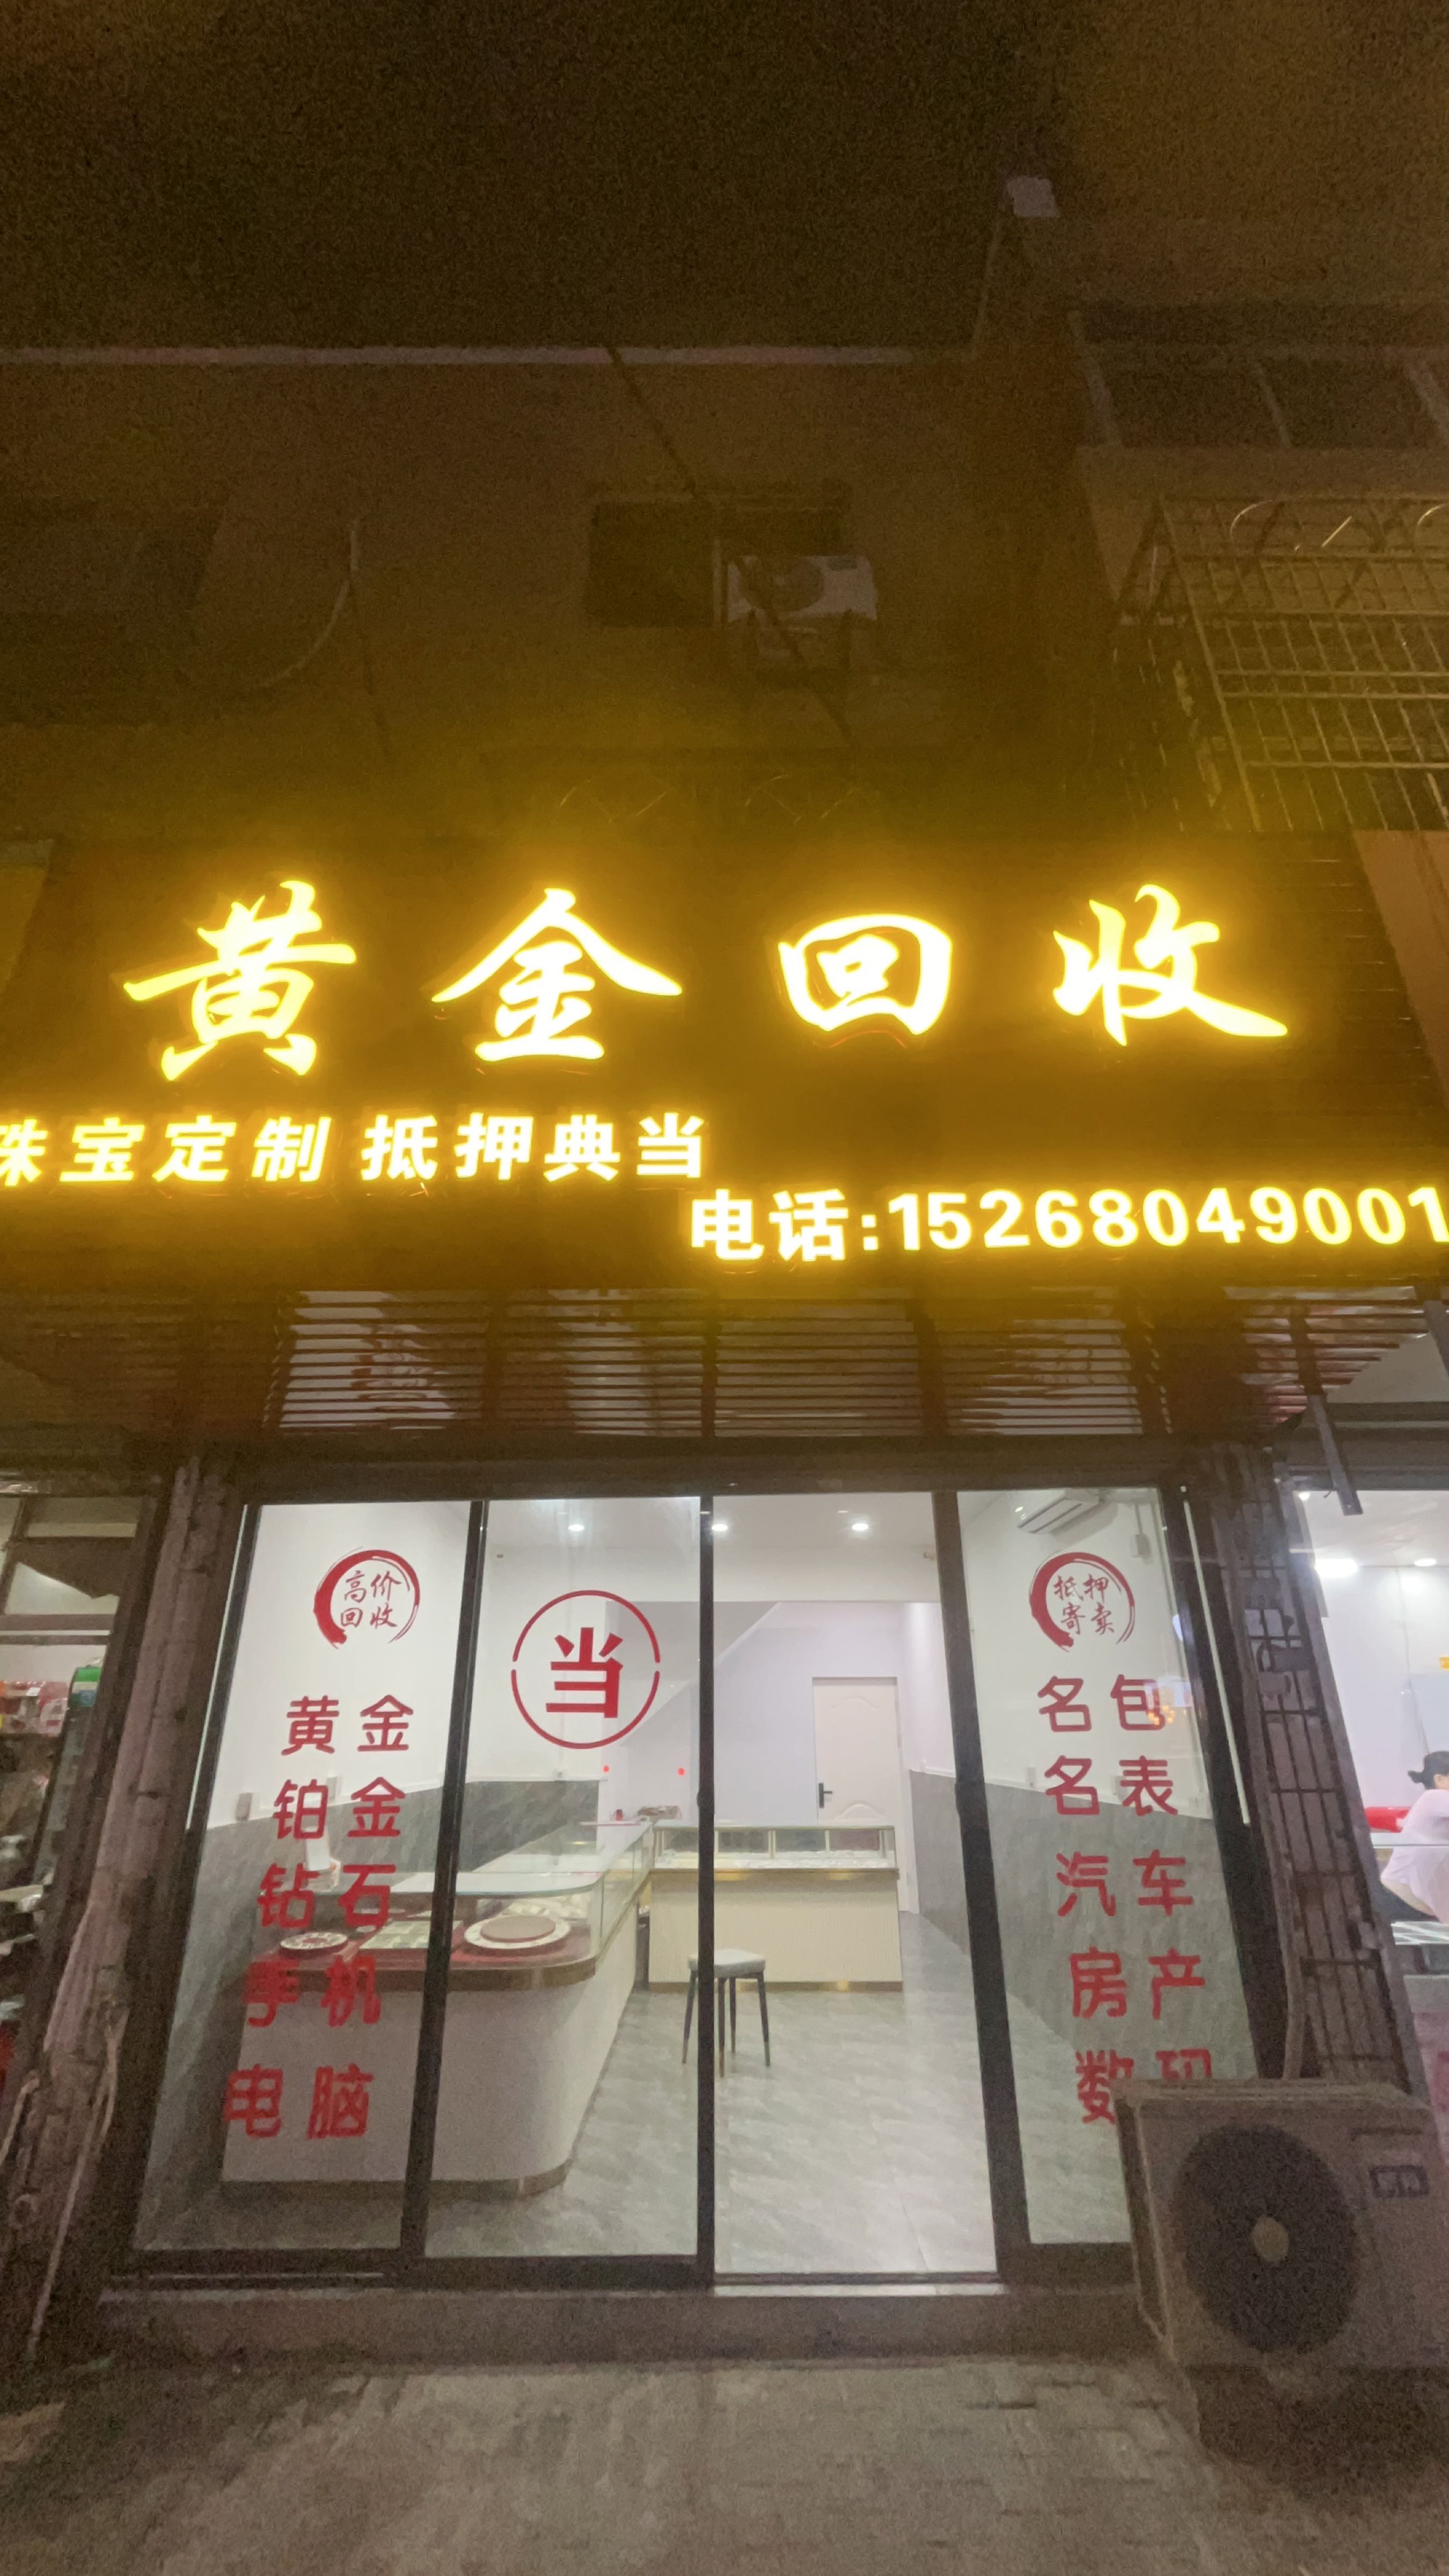 黄金回收
珠宝定制 抵押典当
电话:15268049001
高价
回收
黄金
铂金
钻石
手机
电脑
当
抵押
寄卖
名包
名表
汽车
房产
数码